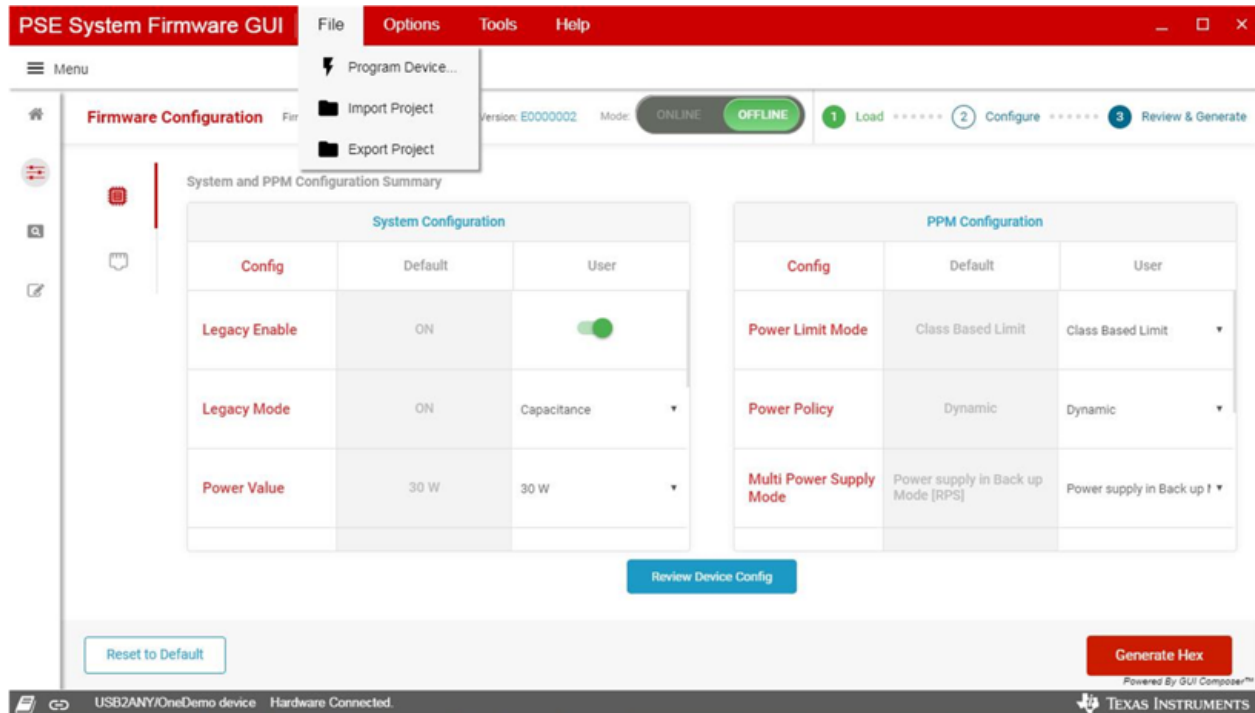 PSE System Firmware GUI File Options Tools Help
Menu
Program Device...
Import Project
Export Project
Firmware Configuration Fir Version: E0000002 Mode: ONLINE OFFLINE 1 Load 2 Configure 3 Review & Generate
System and PPM Configuration Summary
System Configuration
Config Default User
Legacy Enable ON
Legacy Mode ON Capacitance
Power Value 30 W 30 W
PPM Configuration
Config Default User
Power Limit Mode Class Based Limit Class Based Limit
Power Policy Dynamic Dynamic
Multi Power Supply Power supply in Back up Power supply in Back up
Mode Mode [RPS]
Review Device Config
Reset to Default
Generate Hex
Powered By GUI Composer™
USB2ANY/OneDemo device Hardware Connected.
TEXAS INSTRUMENTS